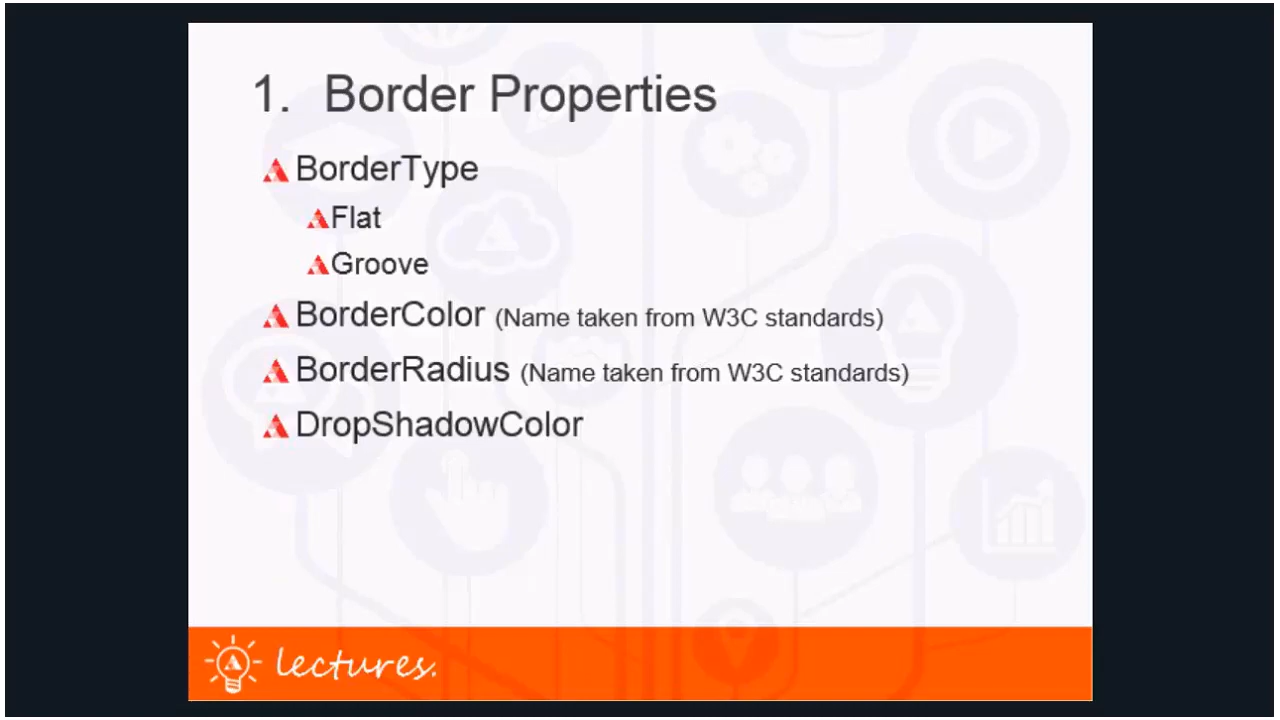 1. Border Properties
BorderType
Flat
Groove
BorderColor (Name taken from W3C standards)
BorderRadius (Name taken from W3C standards)
DropShadowColor
lectures.